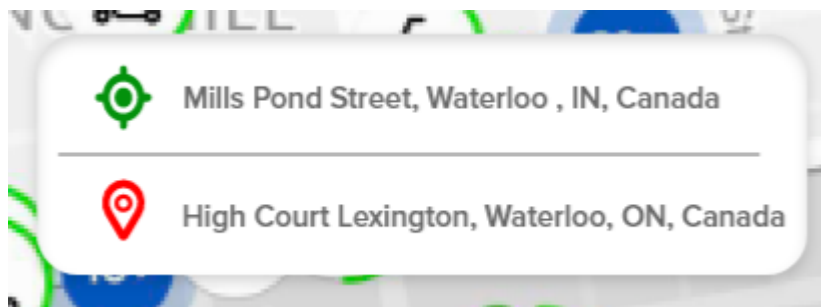 Mills Pond Street, Waterloo , IN, Canada
High Court Lexington, Waterloo, ON, Canada